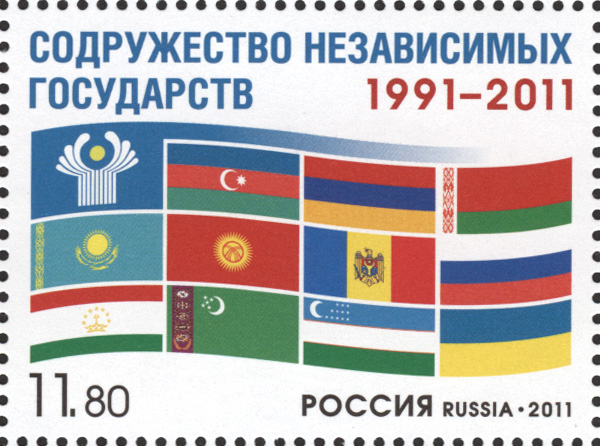 СОДРУЖЕСТВО НЕЗАВИСИМЫХ
ГОСУДАРСТВ 1991–2011
11.80 РОССИЯ RUSSIA • 2011